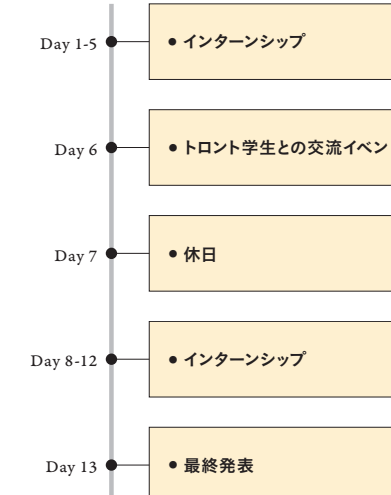 Day 1-5
• インターンシップ
Day 6
• トロント学生との交流イベン
Day 7
• 休日
Day 8-12
• インターンシップ
Day 13
• 最終発表